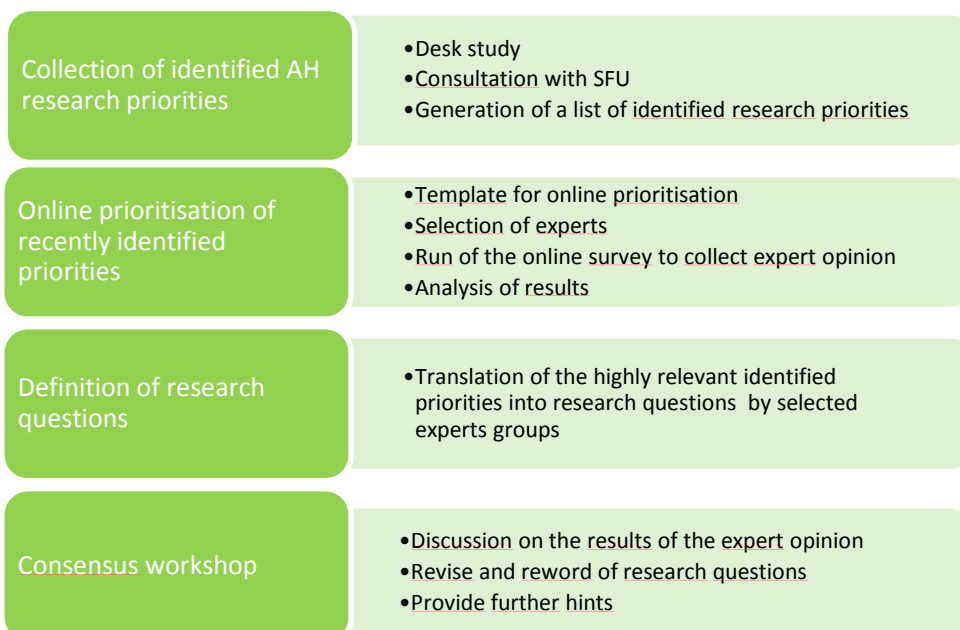 Collection of identified AH
research priorities
•Desk study
•Consultation with SFU
•Generation of a list of identified research priorities
Online prioritisation of
recently identified
priorities
•Template for online prioritisation
•Selection of experts
•Run of the online survey to collect expert opinion
•Analysis of results
Definition of research
questions
•Translation of the highly relevant identified
priorities into research questions by selected
experts groups
Consensus workshop
•Discussion on the results of the expert opinion
•Revise and reword of research questions
•Provide further hints